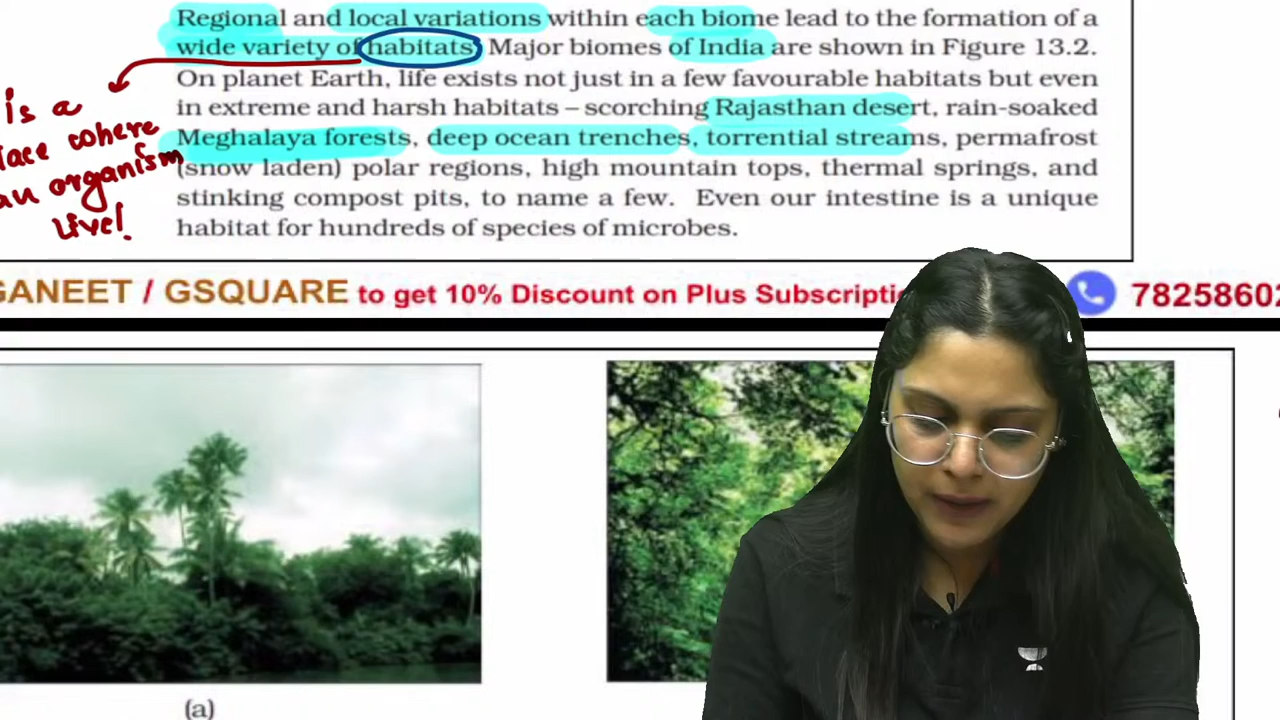 Regional and local variations within each biome lead to the formation of a
wide variety of habitats. Major biomes of India are shown in Figure 13.2.
On planet Earth, life exists not just in a few favourable habitats but even
in extreme and harsh habitats – scorching Rajasthan desert, rain-soaked
Meghalaya forests, deep ocean trenches, torrential streams, permafrost
(snow laden) polar regions, high mountain tops, thermal springs, and
stinking compost pits, to name a few. Even our intestine is a unique
habitat for hundreds of species of microbes.
is a
where
an organism
live!
GANEET / GSQUARE to get 10% Discount on Plus
7825860
(a)